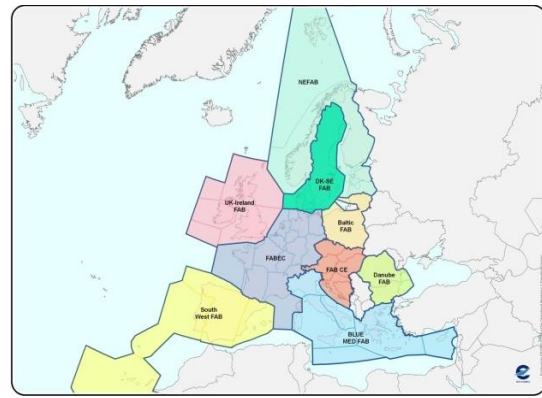 NEFAB
DK-SE
FAB
UK-Ireland
FAB
Baltic
FAB
FABEC
FAB CE
Danube
FAB
South
West FAB
BLUE
MED FAB